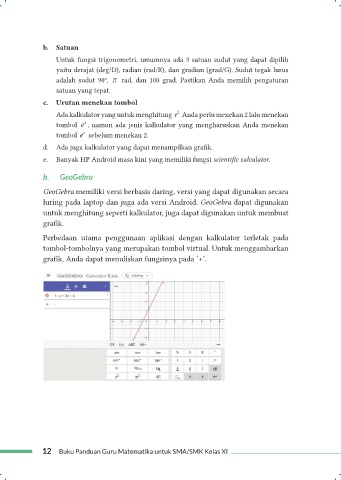 b. Satuan
Untuk fungsi trigonometri, umumnya ada 3 satuan sudut yang dapat dipilih
yaitu derajat (deg/D), radian (rad/R), dan gradian (grad/G). Sudut tegak lurus
adalah sudut 90°, π rad, dan 100 grad. Pastikan Anda memilih pengaturan
satuan yang tepat.
c. Urutan menekan tombol
Ada kalkulator yang untuk menghitung e² Anda perlu menekan 2 lalu menekan
tombol eˣ, namun ada jenis kalkulator yang mengharuskan Anda menekan
tombol eˣ sebelum menekan 2.
d. Ada juga kalkulator yang dapat menampilkan grafik.
e. Banyak HP Android masa kini yang memiliki fungsi scientific calculator.
b. GeoGebra
GeoGebra memiliki versi berbasis daring, versi yang dapat digunakan secara
luring pada laptop dan juga ada versi Android. GeoGebra dapat digunakan
untuk menghitung seperti kalkulator, juga dapat digunakan untuk membuat
grafik.
Perbedaan utama penggunaan aplikasi dengan kalkulator terletak pada
tombol-tombolnya yang merupakan tombol virtual. Untuk menggambarkan
grafik, Anda dapat menuliskan fungsinya pada '+'.
GeoGebra Calculator Suite
12 Buku Panduan Guru Matematika untuk SMA/SMK Kelas XI